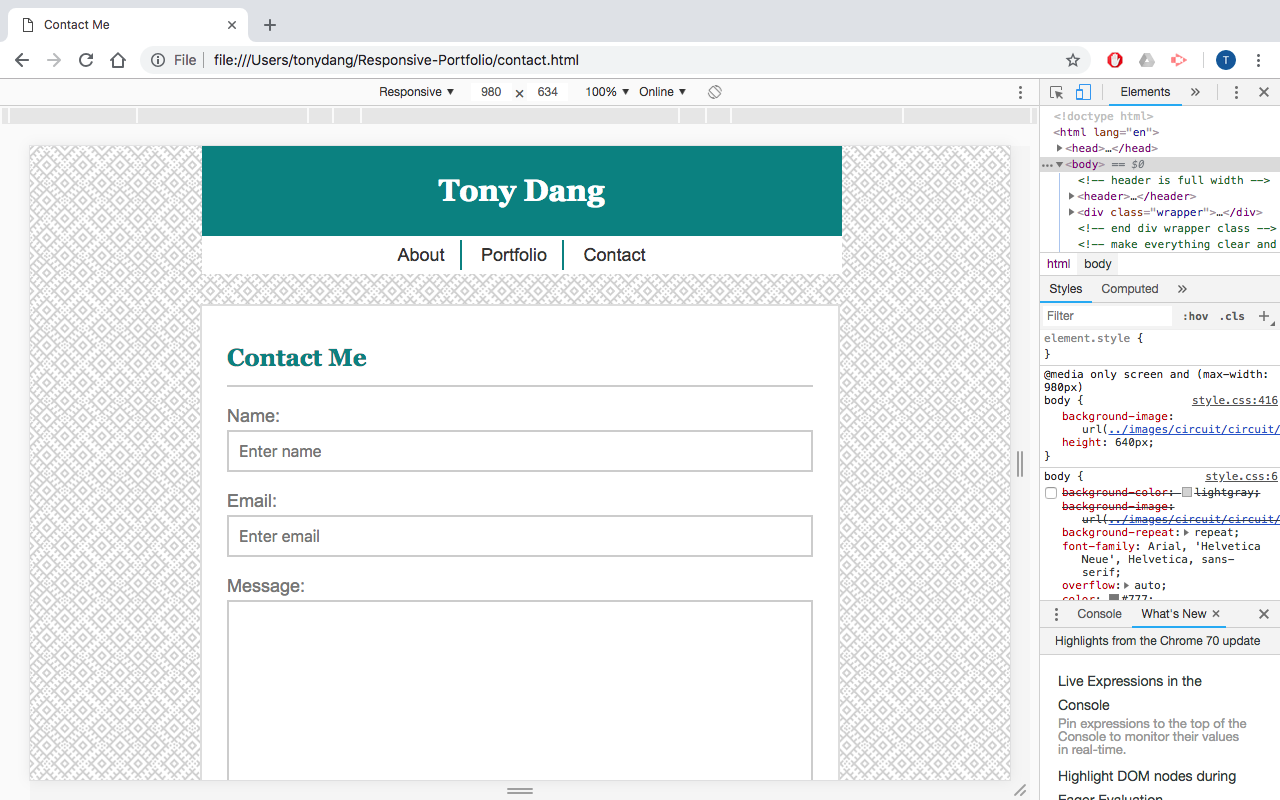 Contact Me
File file:///Users/tonydang/Responsive-Portfolio/contact.html
T
Responsive 980 × 634 100% Online
Elements
<!doctype html>
<html lang="en">
<head>…</head>
<body> == $0
<!-- header is full width -->
<header>…</header>
<div class="wrapper">…</div>
<!-- end div wrapper class -->
<!-- make everything clear and
html body
Styles Computed
Filter :hov .cls
element.style {
}
@media only screen and (max-width:
980px)
body { style.css:416
background-image:
url(../images/circuit/circuit/
height: 640px;
}
body { style.css:6
background-color: lightgray;
background-image:
url(../images/circuit/circuit/
background-repeat: repeat;
font-family: Arial, 'Helvetica
Neue', Helvetica, sans-
serif;
overflow: auto;
color: #777;
Console What's New
Highlights from the Chrome 70 update
Live Expressions in the
Console
Pin expressions to the top of the
Console to monitor their values
in real-time.
Highlight DOM nodes during
Eager Evaluation
Tony Dang
About Portfolio Contact
Contact Me
Name:
Enter name
Email:
Enter email
Message: